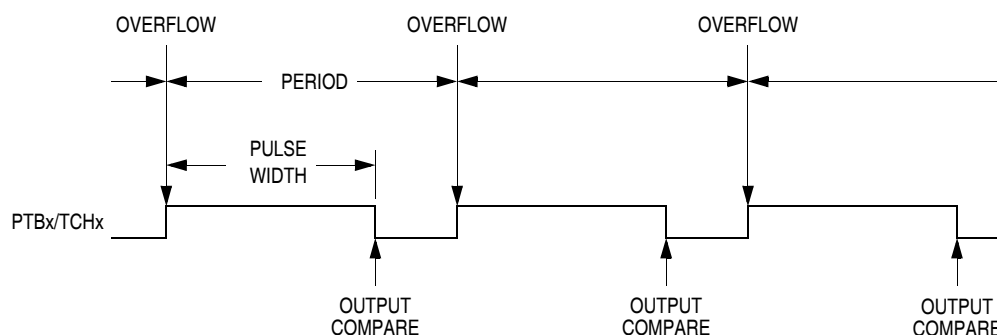 OVERFLOW
OVERFLOW
OVERFLOW
PERIOD
PULSE
WIDTH
PTBx/TCHx
OUTPUT
COMPARE
OUTPUT
COMPARE
OUTPUT
COMPARE